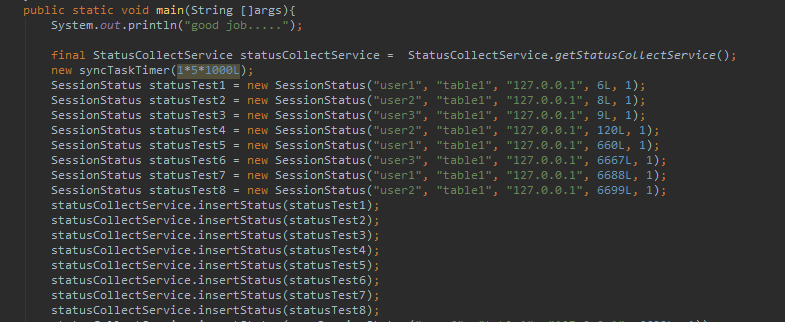 public static void main(String []args){
System.out.println("good job.....");
final StatusCollectService statusCollectService =  StatusCollectService.getStatusCollectService();
new syncTaskTimer(1*5*1000L);
SessionStatus statusTest1 = new SessionStatus("user1", "table1", "127.0.0.1", 6L, 1);
SessionStatus statusTest2 = new SessionStatus("user2", "table1", "127.0.0.1", 8L, 1);
SessionStatus statusTest3 = new SessionStatus("user3", "table1", "127.0.0.1", 9L, 1);
SessionStatus statusTest4 = new SessionStatus("user2", "table1", "127.0.0.1", 120L, 1);
SessionStatus statusTest5 = new SessionStatus("user1", "table1", "127.0.0.1", 660L, 1);
SessionStatus statusTest6 = new SessionStatus("user3", "table1", "127.0.0.1", 6667L, 1);
SessionStatus statusTest7 = new SessionStatus("user1", "table1", "127.0.0.1", 6688L, 1);
SessionStatus statusTest8 = new SessionStatus("user2", "table1", "127.0.0.1", 6699L, 1);
statusCollectService.insertStatus(statusTest1);
statusCollectService.insertStatus(statusTest2);
statusCollectService.insertStatus(statusTest3);
statusCollectService.insertStatus(statusTest4);
statusCollectService.insertStatus(statusTest5);
statusCollectService.insertStatus(statusTest6);
statusCollectService.insertStatus(statusTest7);
statusCollectService.insertStatus(statusTest8);